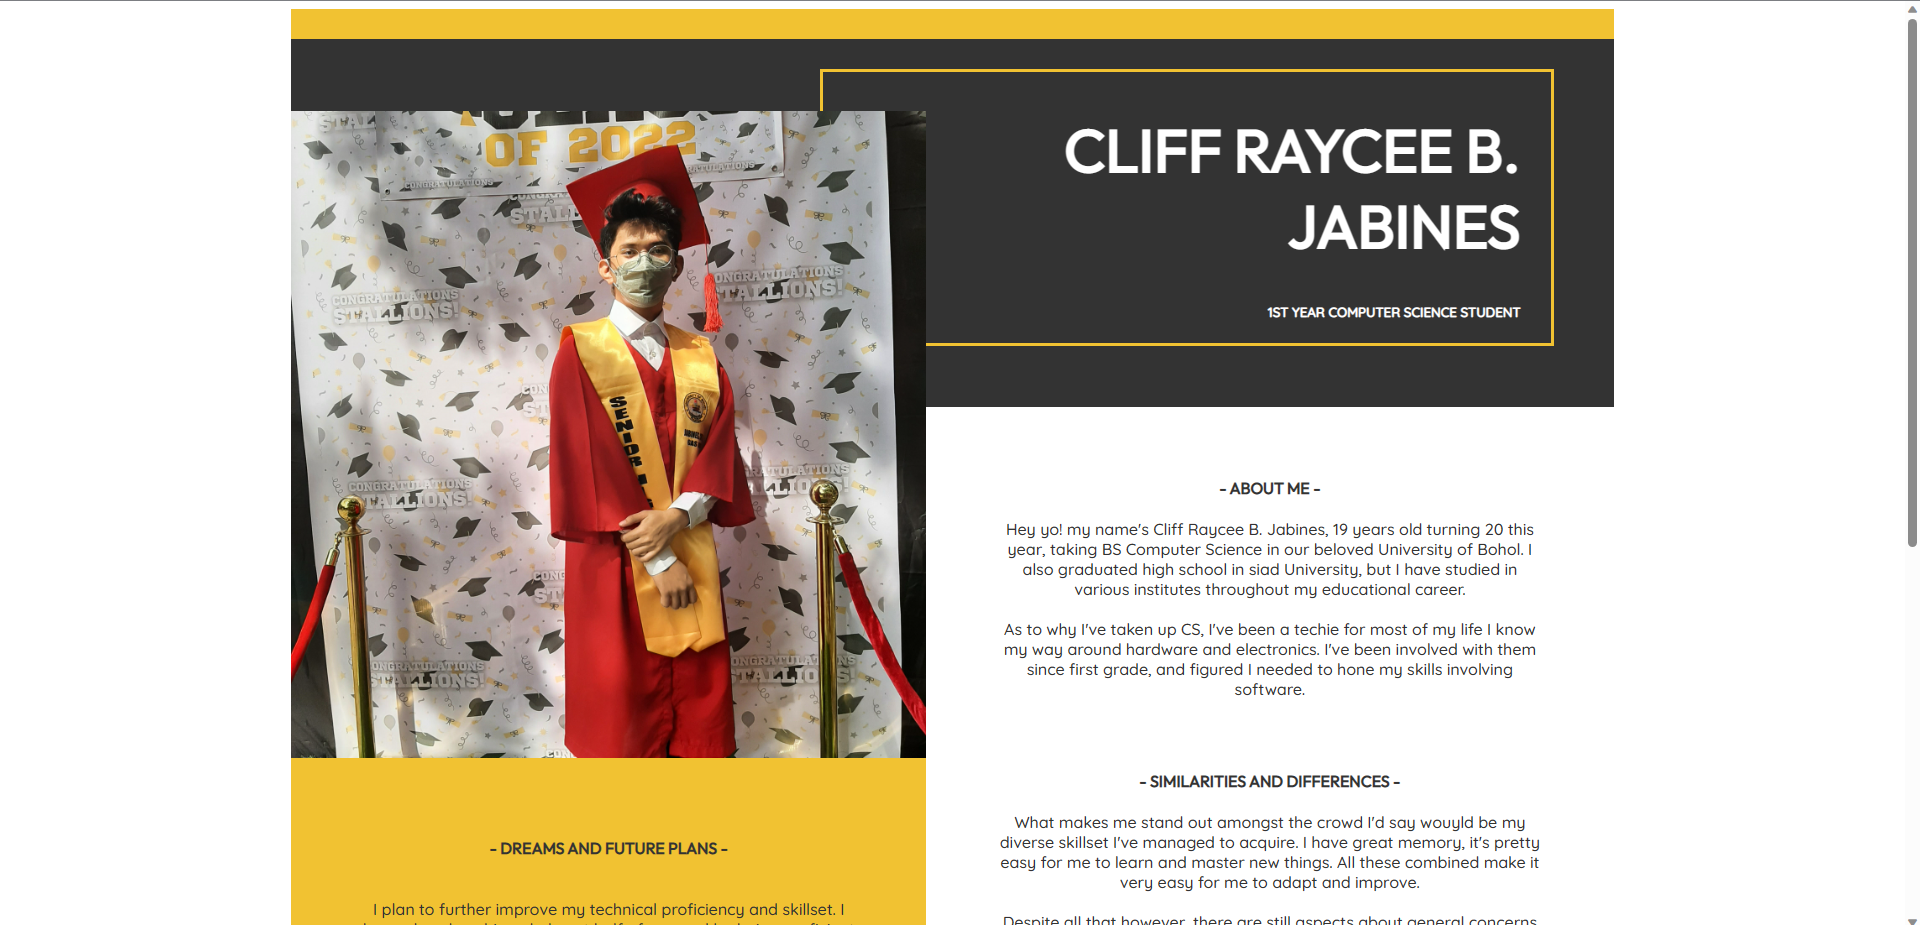 CLIFF RAYCEE B.
JABINES
1ST YEAR COMPUTER SCIENCE STUDENT
OF 2022
CONGRATULATIONS
CONGRATULATIONS
STALLIONS!
CONGRATULATIONS
STALLIONS!
SENIOR
- ABOUT ME -
Hey yo! my name's Cliff Raycee B. Jabines, 19 years old turning 20 this
year, taking BS Computer Science in our beloved University of Bohol. I
also graduated high school in siad University, but I have studied in
various institutes throughout my educational career.
As to why I've taken up CS, I've been a techie for most of my life I know
my way around hardware and electronics. I've been involved with them
since first grade, and figured I needed to hone my skills involving
software.
- SIMILARITIES AND DIFFERENCES -
What makes me stand out amongst the crowd I'd say wouyld be my
diverse skillset I've managed to acquire. I have great memory, it's pretty
easy for me to learn and master new things. All these combined make it
very easy for me to adapt and improve.
Despite all that however, there are still aspects about general concerns
- DREAMS AND FUTURE PLANS -
I plan to further improve my technical proficiency and skillset. I